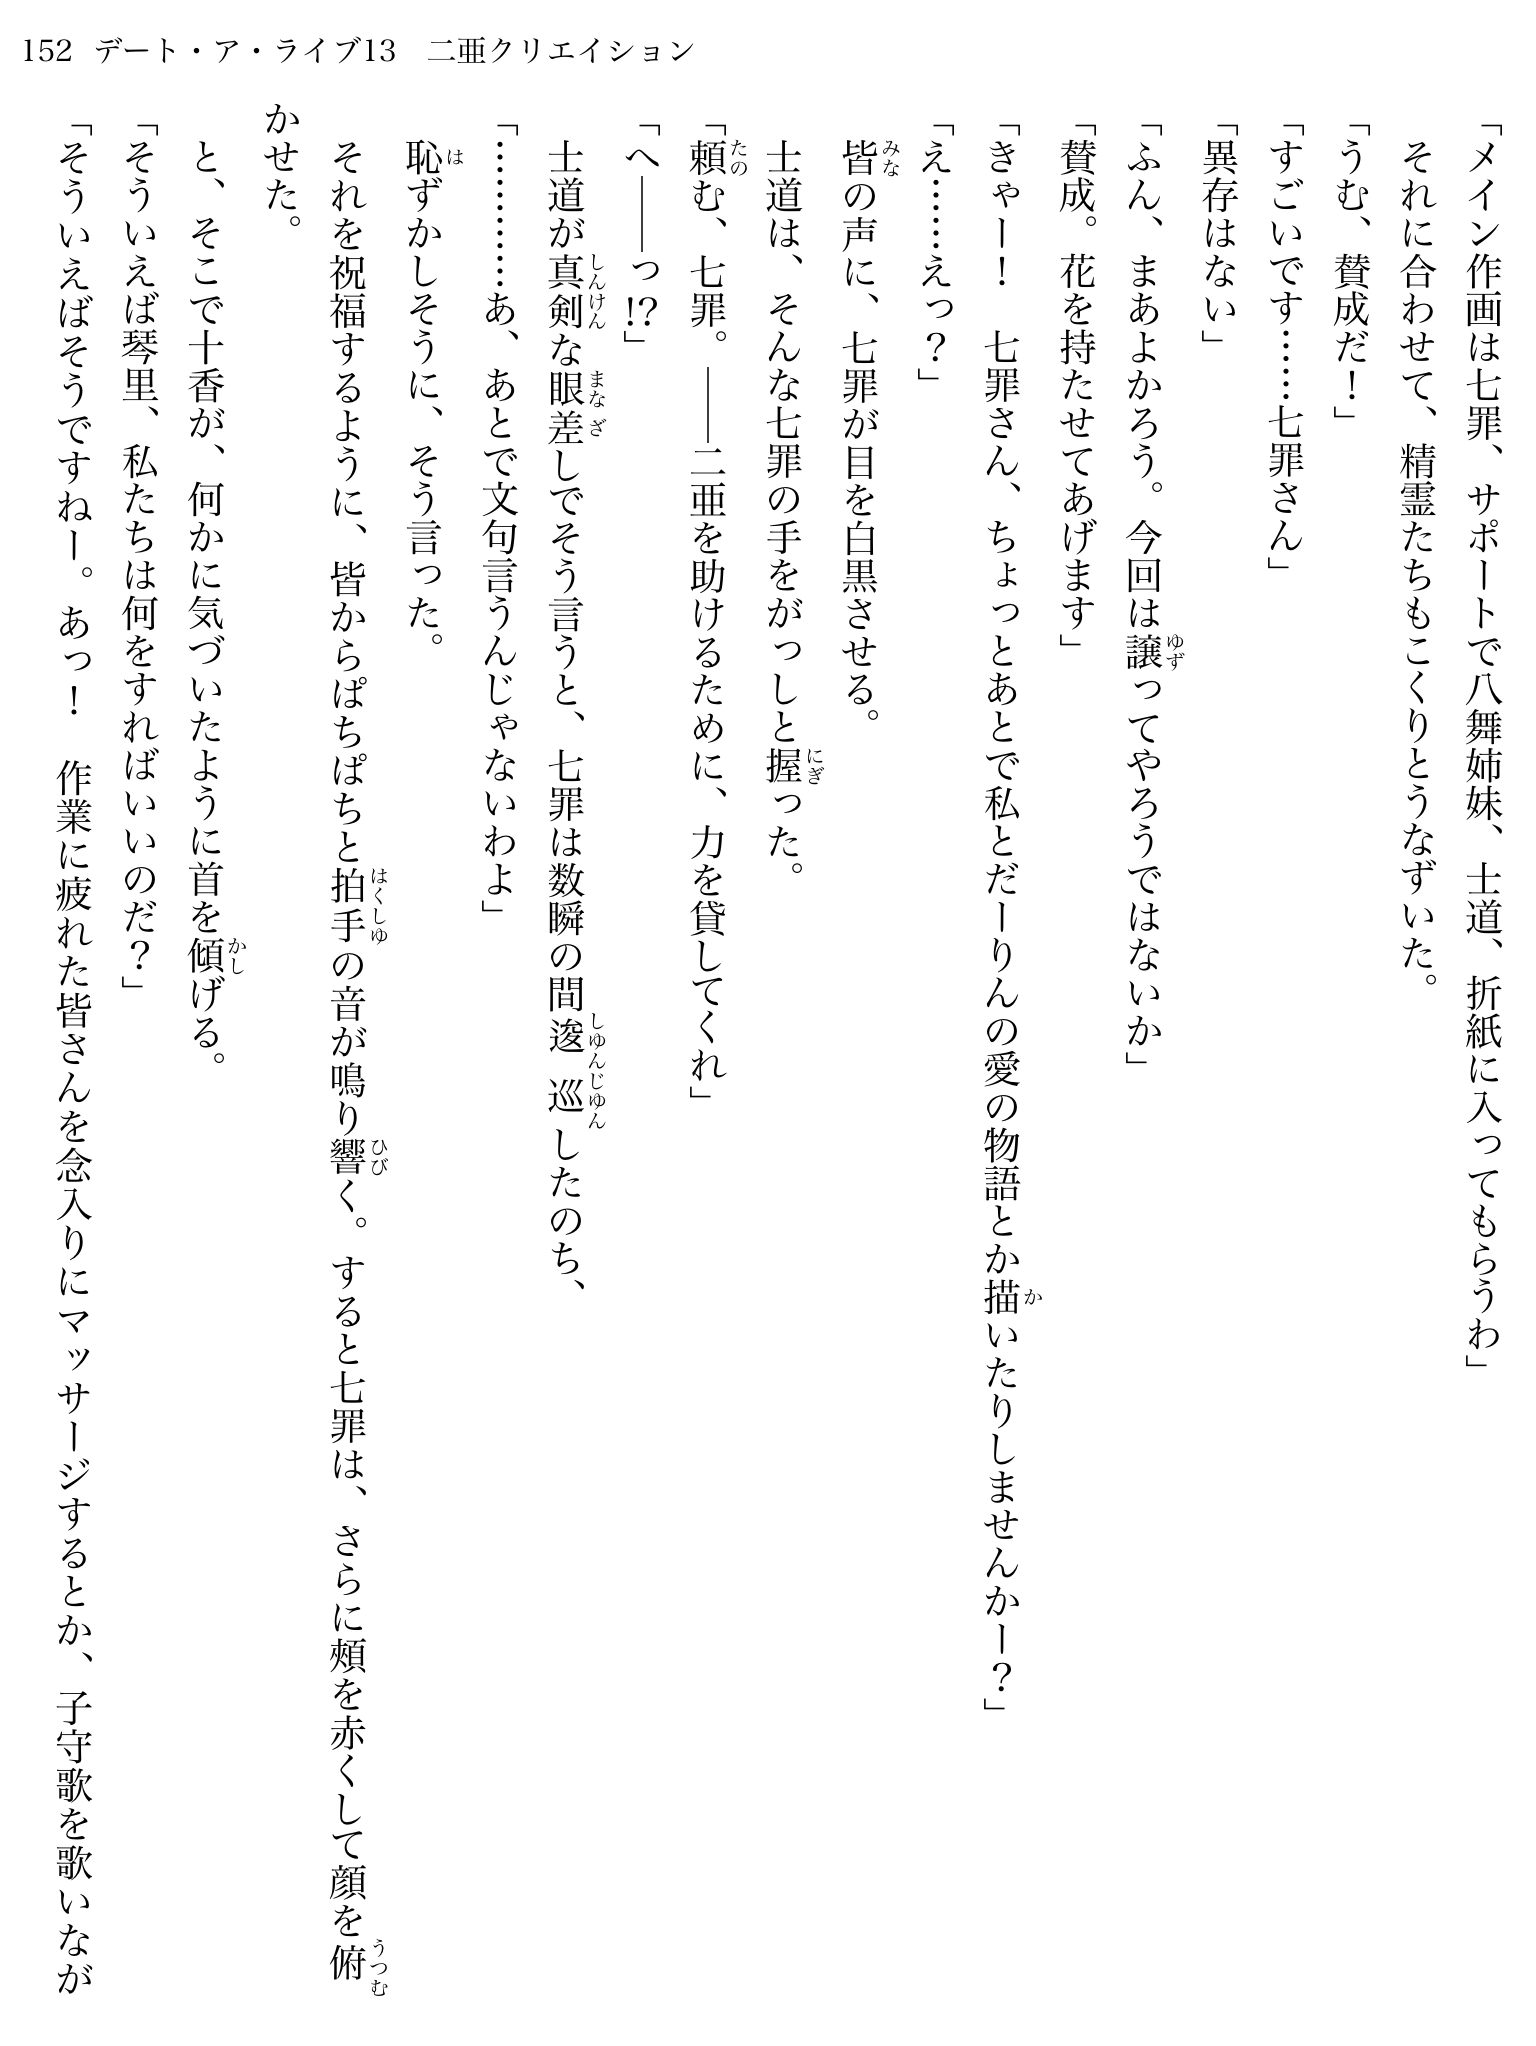 152 デート・ア・ライブ13　二亜クリエイション
「メイン作画は七罪、サポートで八舞姉妹、士道、折紙に入ってもらうわ」
それに合わせて、精霊たちもこくりとうなずいた。
「うむ、賛成だ！」
「すごいです……七罪さん」
「異存はない」
「ふん、まあよかろう。今回は譲ってやろうではないか」
「賛成。花を持たせてあげます」
「きゃー！　七罪さん、ちょっとあとで私とだーりんの愛の物語とか描いたりしませんかー？」
「え……えっ？」
皆の声に、七罪が目を白黒させる。
士道は、そんな七罪の手をがっしと握った。
「頼む、七罪。――二亜を助けるために、力を貸してくれ」
「へ――っ!?」
士道が真剣な眼差しでそう言うと、七罪は数瞬の間逡巡したのち、
「…………あ、あとで文句言うんじゃないわよ」
恥ずかしそうに、そう言った。
それを祝福するように、皆からぱちぱちと拍手の音が鳴り響く。すると七罪は、さらに頰を赤くして顔を俯
かせた。
と、そこで十香が、何かに気づいたように首を傾げる。
「そういえば琴里、私たちは何をすればいいのだ？」
「そういえばそうですねー。あっ！　作業に疲れた皆さんを念入りにマッサージするとか、子守歌を歌いなが